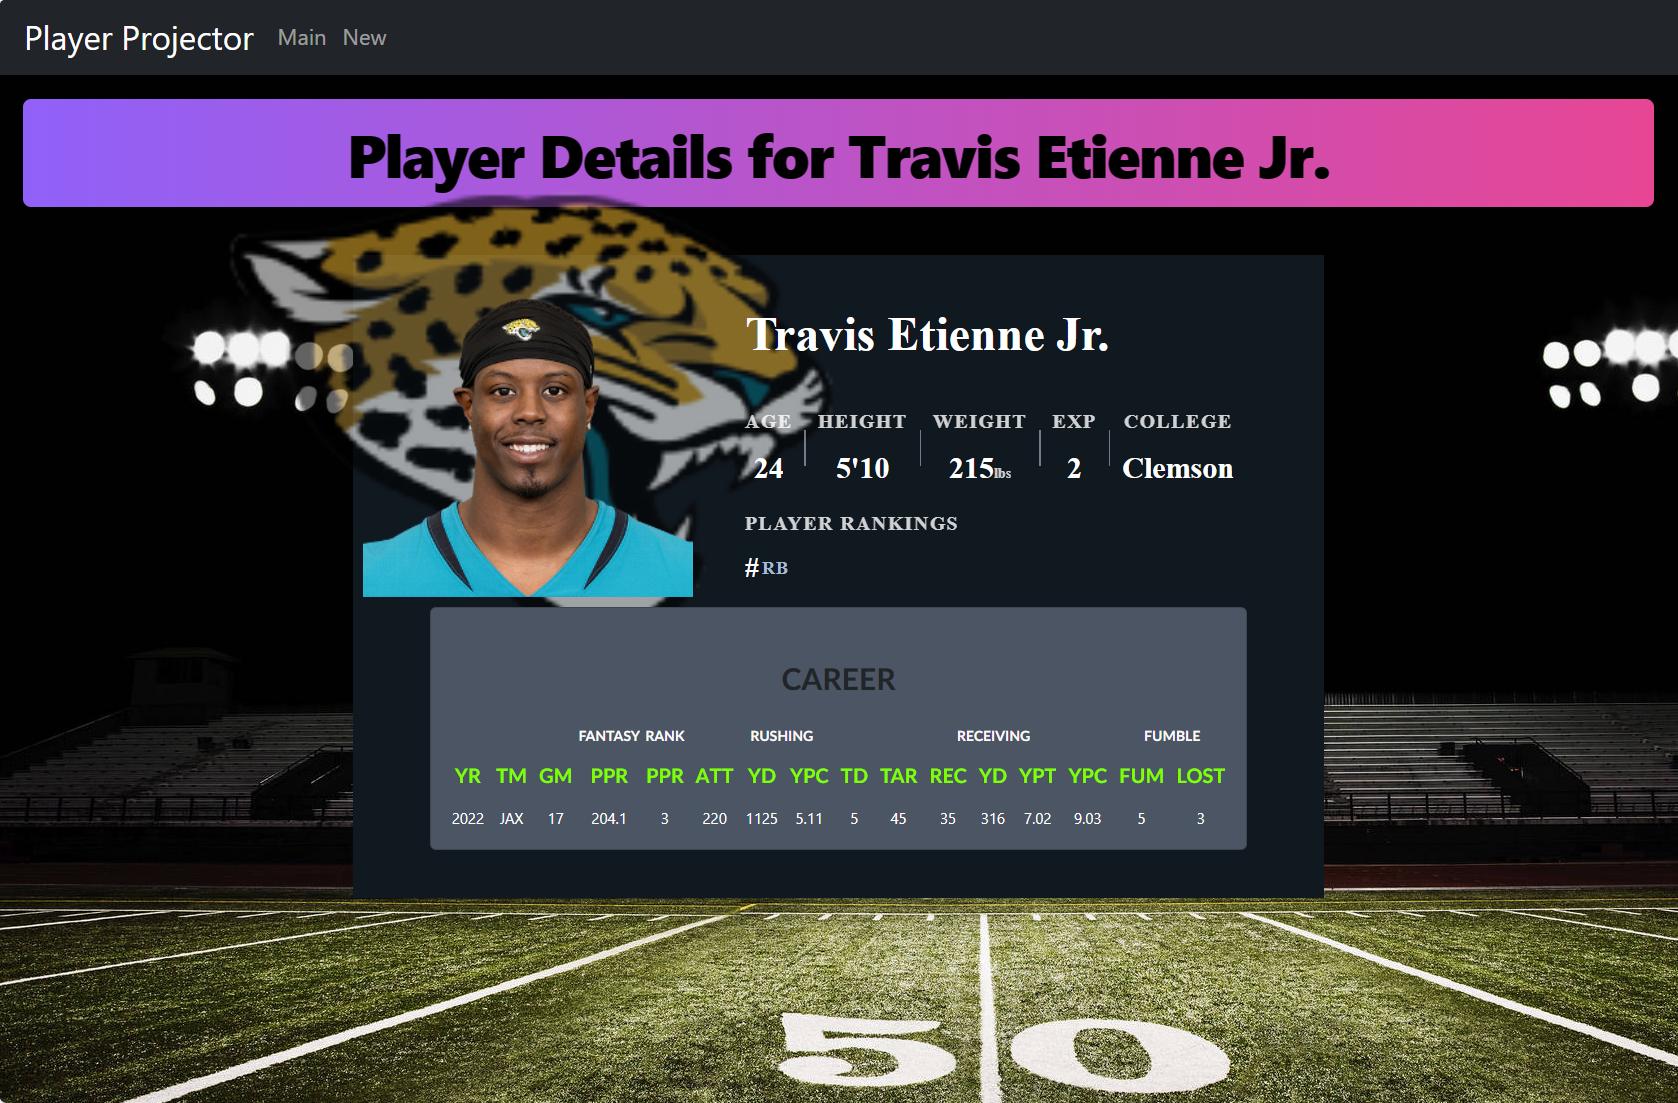 Player Projector Main New
Player Details for Travis Etienne Jr.
Travis Etienne Jr.
AGE HEIGHT WEIGHT EXP COLLEGE
24 5'10 215lbs 2 Clemson
PLAYER RANKINGS
#RB
CAREER
FANTASY RANK RUSHING RECEIVING FUMBLE
YR TM GM PPR PPR ATT YD YPC TD TAR REC YD YPT YPC FUM LOST
2022 JAX 17 204.1 3 220 1125 5.11 5 45 35 316 7.02 9.03 5 3
50